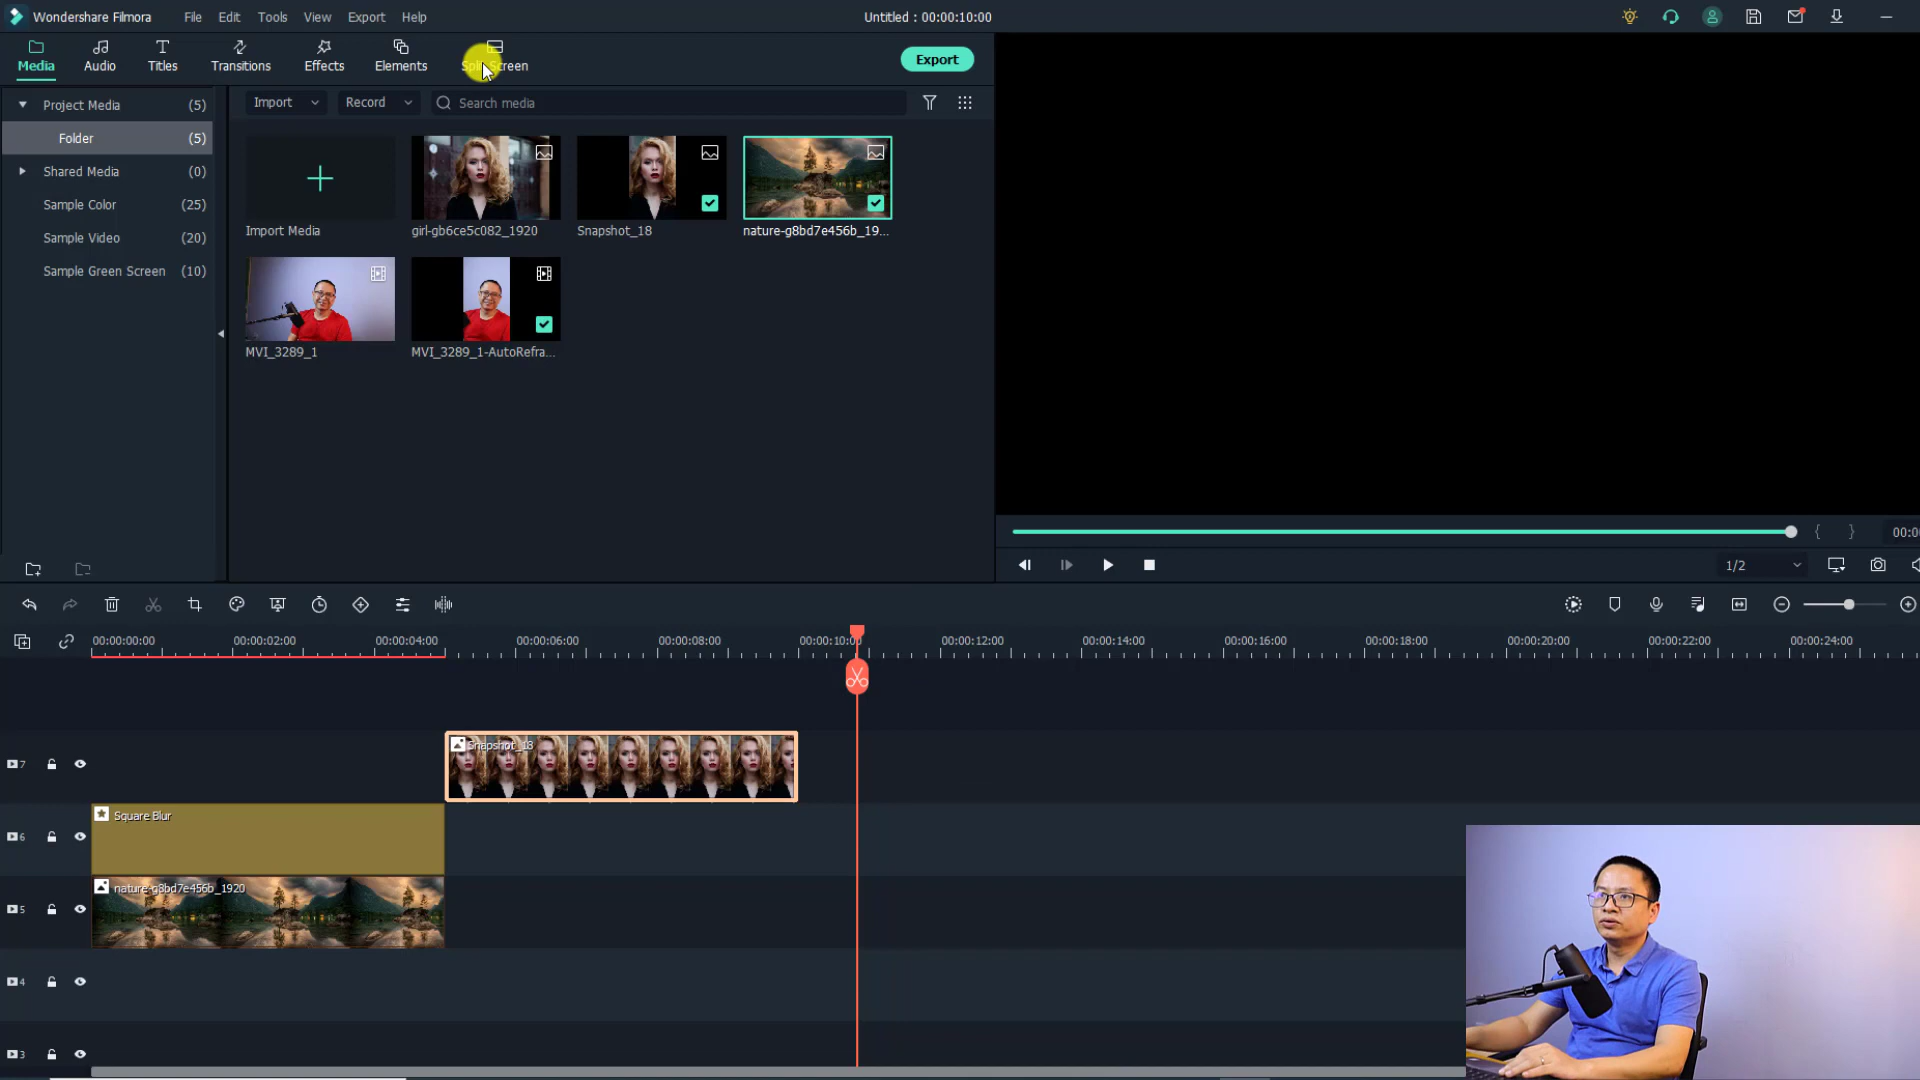 Wondershare Filmora File Edit Tools View Export Help Untitled : 00:00:10:00
Media Audio Titles Transitions Effects Elements Split Screen Export
Project Media (5) Import Record Search media
Folder (5)
Shared Media (0)
Sample Color (25)
Sample Video (20)
Sample Green Screen (10)
Import Media girl-gb6ce5c082_1920 Snapshot_18 nature-g8bd7e456b_19...
MVI_3289_1 MVI_3289_1-AutoRefra...
{ }
1/2
00:00:00:00 00:00:02:00 00:00:04:00 00:00:06:00 00:00:08:00 00:00:10:00 00:00:12:00 00:00:14:00 00:00:16:00 00:00:18:00 00:00:20:00 00:00:22:00 00:00:24:00
Snapshot_18
7
Square Blur
6
nature-g8bd7e456b_1920
5
4
3